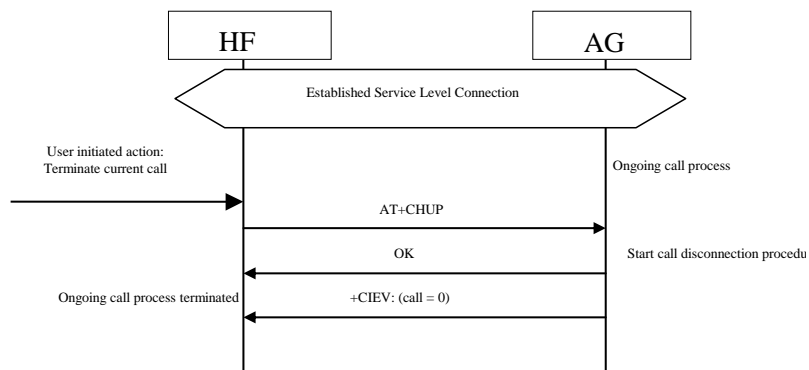 HF
AG
Established Service Level Connection
User initiated action:
Terminate current call
Ongoing call process
AT+CHUP
OK
Start call disconnection procedu
Ongoing call process terminated
+CIEV: (call = 0)